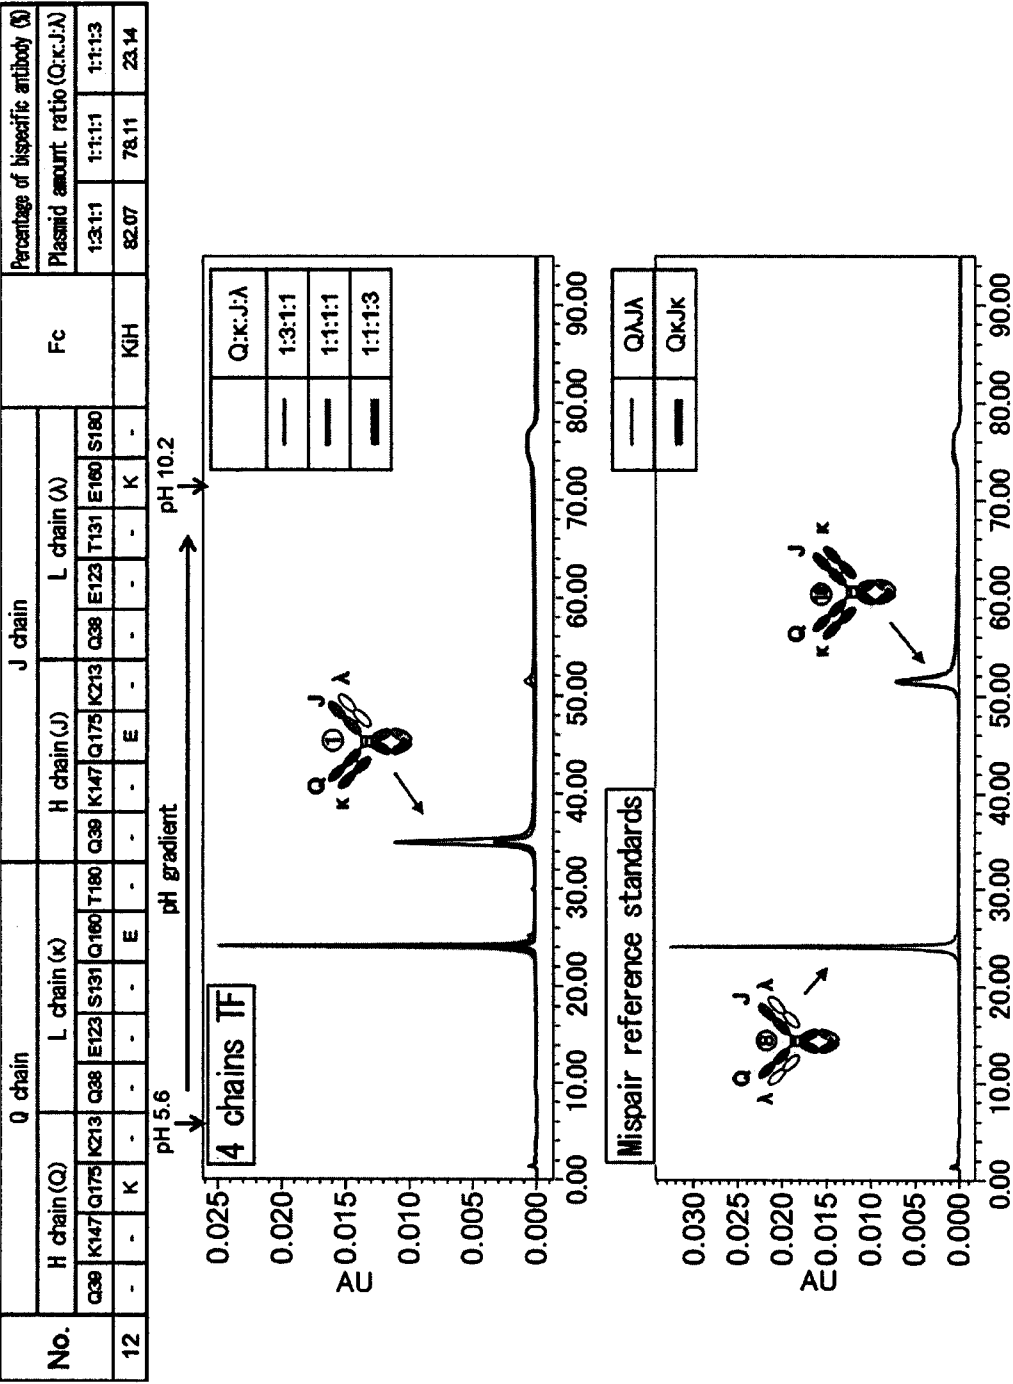 No. Q chain J chain Fc Percentage of bispecific antibody (%)
H chain (Q) L chain (κ) H chain (J) L chain (λ) Plasmid amount ratio (Q:κ:J:λ)
Q39 K147 Q175 K213 Q38 E123 S131 Q160 T180 Q39 K147 Q175 K213 Q38 E123 T131 E160 S180 1:3:1:1 1:1:1:1 1:1:1:3
12 - - K - - - - E - - - E - - - - K - KiH 82.07 78.11 23.14
pH 5.6 pH gradient pH 10.2
4 chains TF
Q:κ:J:λ
1:3:1:1
1:1:1:1
1:1:1:3
Q J
κ λ
①
AU
0.025
0.020
0.015
0.010
0.005
0.000
0.00 10.00 20.00 30.00 40.00 50.00 60.00 70.00 80.00 90.00
Mispair reference standards
QλJλ
QκJκ
Q J
λ λ
⑧
Q J
κ κ
AU
0.030
0.025
0.020
0.015
0.010
0.005
0.000
0.00 10.00 20.00 30.00 40.00 50.00 60.00 70.00 80.00 90.00